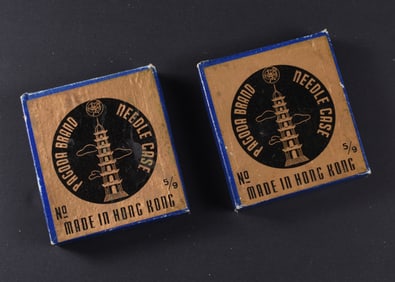 PAGODA BRAND NEEDLE CASE
Nº 5/9
MADE IN HONG KONG
PAGODA BRAND NEEDLE CASE
Nº 5/9
MADE IN HONG KONG